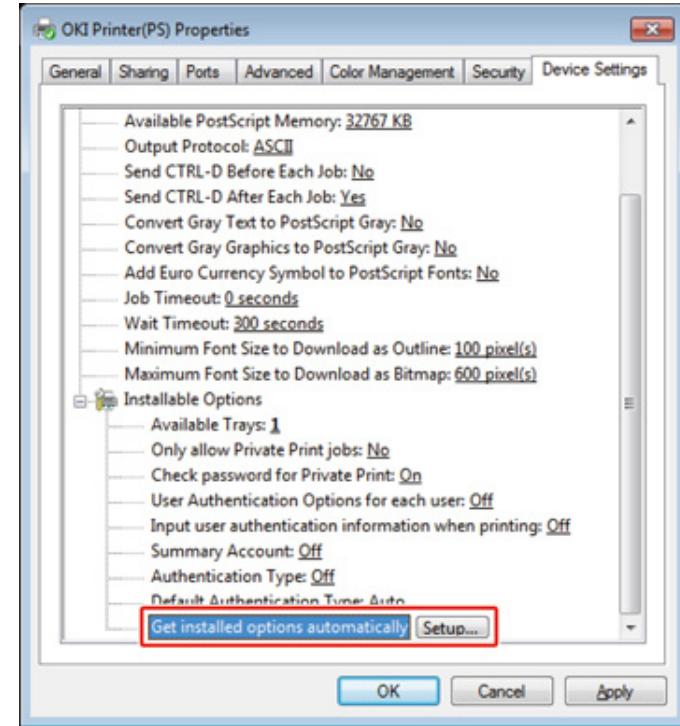 OKI Printer(PS) Properties
General Sharing Ports Advanced Color Management Security Device Settings
Available PostScript Memory: 32767 KB
Output Protocol: ASCII
Send CTRL-D Before Each Job: No
Send CTRL-D After Each Job: Yes
Convert Gray Text to PostScript Gray: No
Convert Gray Graphics to PostScript Gray: No
Add Euro Currency Symbol to PostScript Fonts: No
Job Timeout: 0 seconds
Wait Timeout: 300 seconds
Minimum Font Size to Download as Outline: 100 pixel(s)
Maximum Font Size to Download as Bitmap: 600 pixel(s)
Installable Options
Available Trays: 1
Only allow Private Print jobs: No
Check password for Private Print: On
User Authentication Options for each user: Off
Input user authentication information when printing: Off
Summary Account: Off
Authentication Type: Off
Default Authentication Type: Auto
Get installed options automatically Setup...
OK Cancel Apply